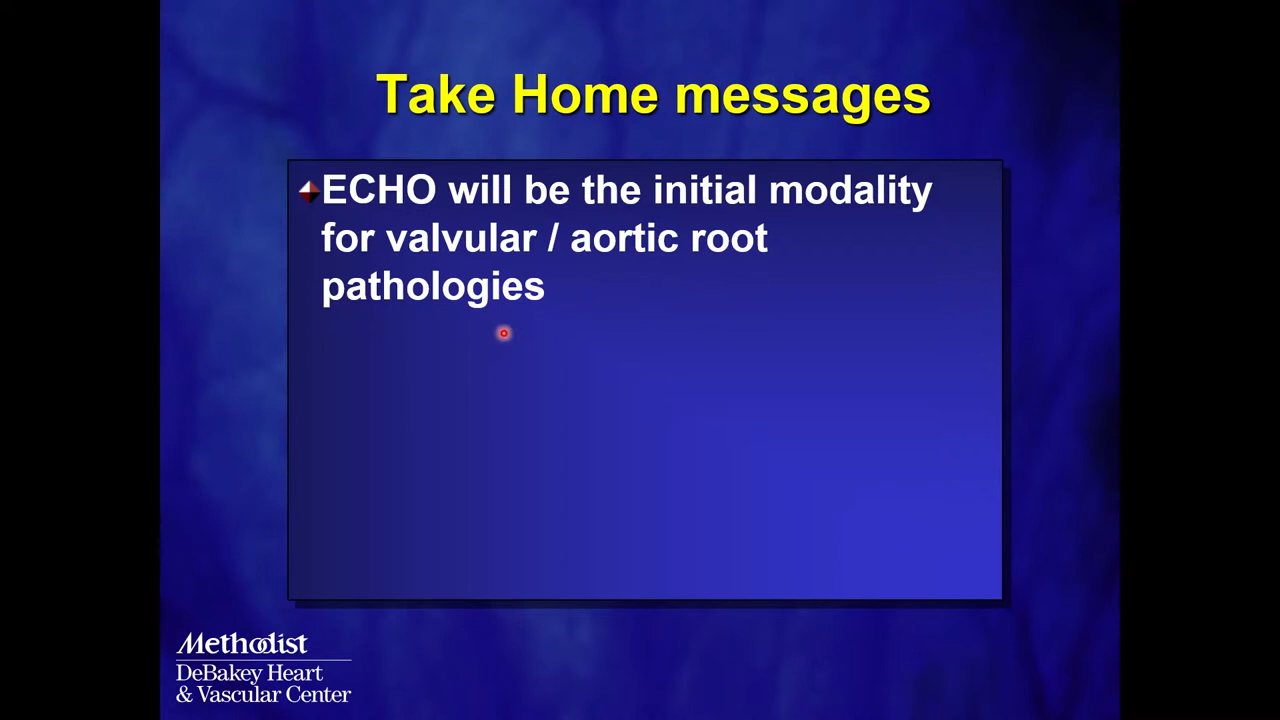 Take Home messages
ECHO will be the initial modality
for valvular / aortic root
pathologies
Methodist
DeBakey Heart
& Vascular Center